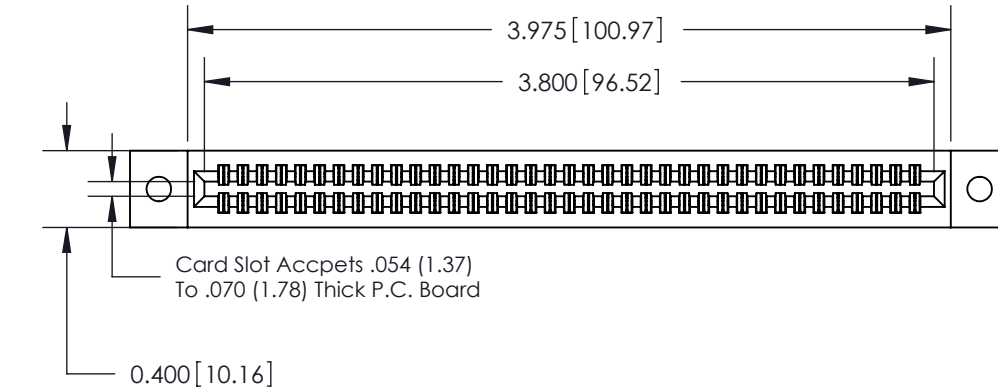 3.975[100.97]
3.800[96.52]
Card Slot Accpets .054 (1.37)
To .070 (1.78) Thick P.C. Board
0.400[10.16]